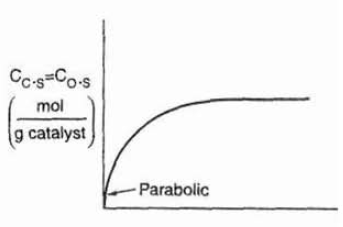 C_C·S=C_O·S
(mol
g catalyst)
Parabolic